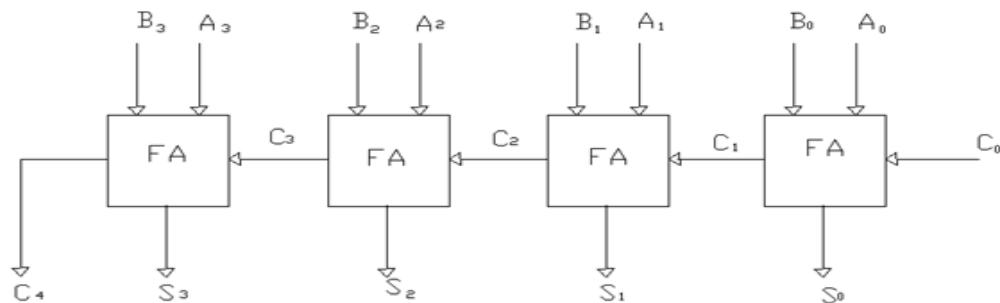 B₃ A₃ B₂ A₂ B₁ A₁ B₀ A₀
C₃ C₂ C₁ C₀
FA FA FA FA
C₄ S₃ S₂ S₁ S₀